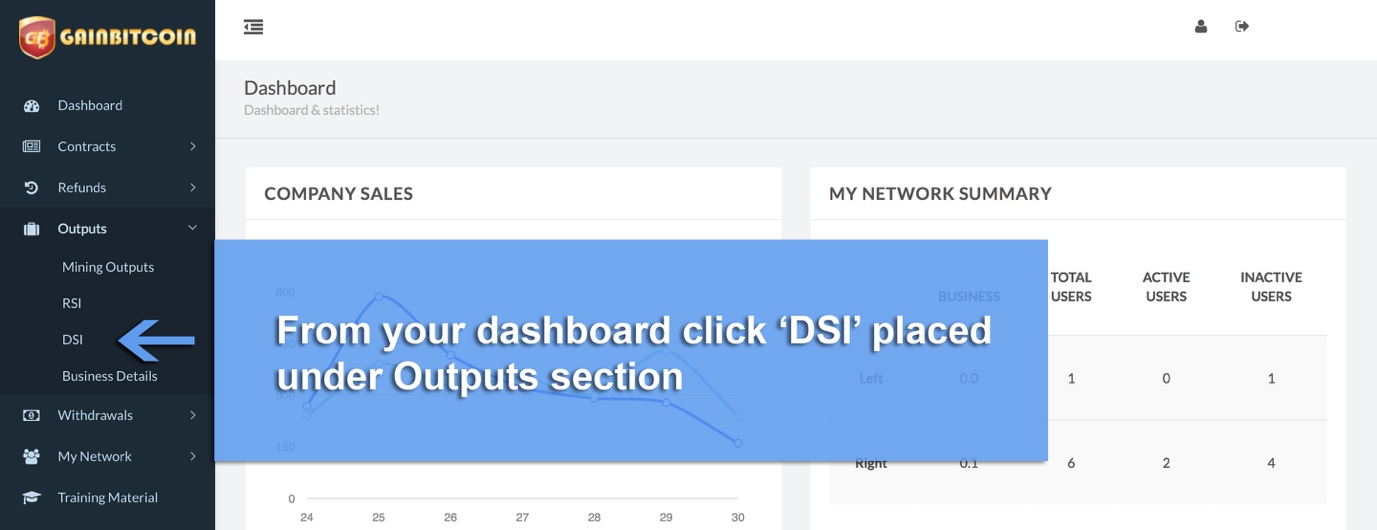 GAINBITCOIN
Dashboard
Contracts
Refunds
Outputs
Mining Outputs
RSI
DSI
Business Details
Withdrawals
My Network
Training Material
Dashboard
Dashboard & statistics!
COMPANY SALES
600
150
0
24 25 26 27 28 29 30
From your dashboard click ‘DSI’ placed
under Outputs section
MY NETWORK SUMMARY
BUSINESS TOTAL USERS ACTIVE USERS INACTIVE USERS
Left 0.0 1 0 1
Right 0.1 6 2 4